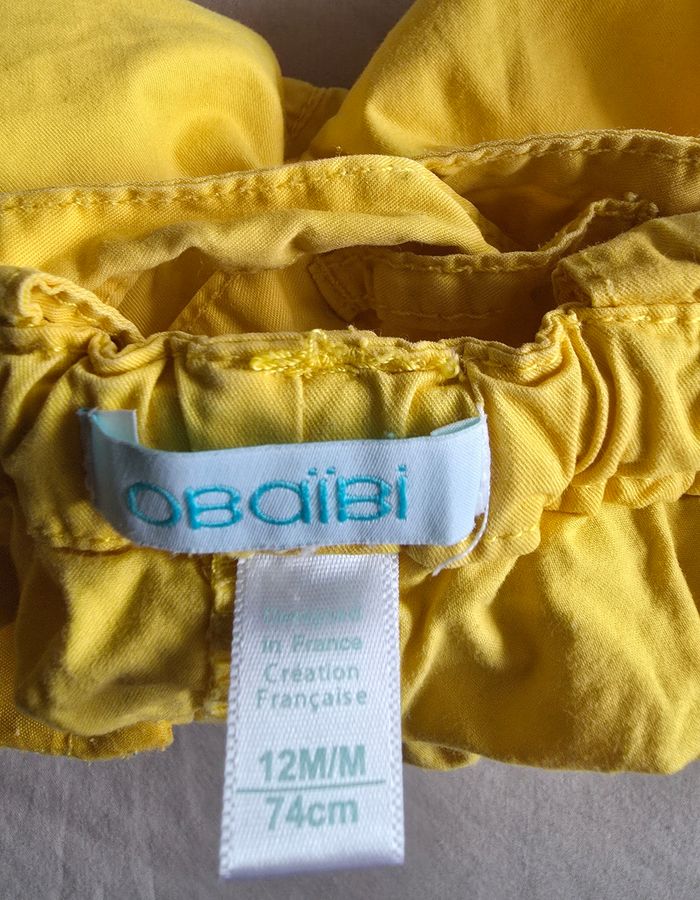 OBAÏBI
Designed
in France
Création
Française
12M/M
74cm